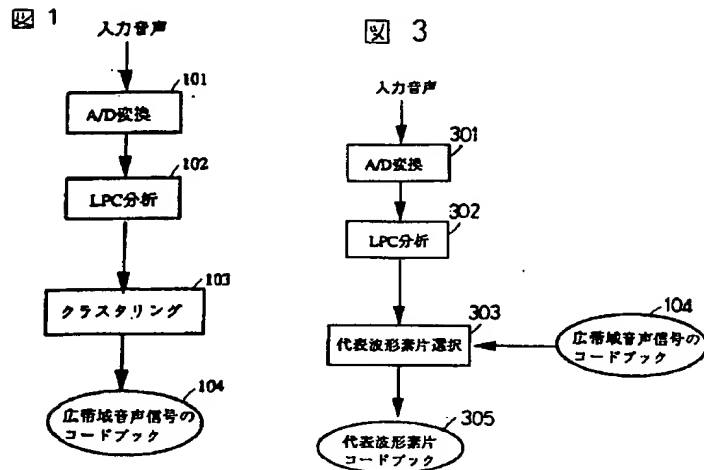 図 1
入力音声
101
A/D変換
102
LPC分析
103
クラスタリング
104
広帯域音声信号の
コードブック
図 3
入力音声
301
A/D変換
302
LPC分析
303
代表波形素片選択
104
広帯域音声信号の
コードブック
305
代表波形素片
コードブック